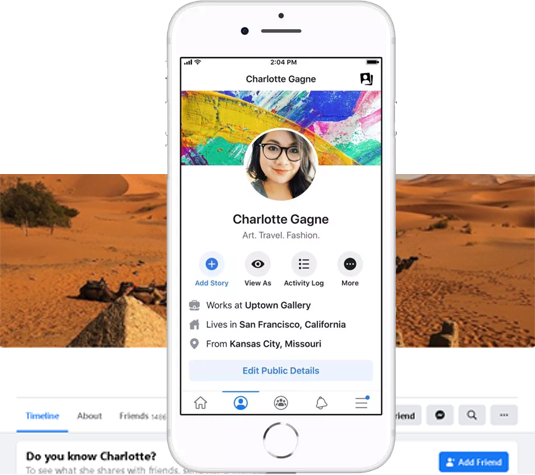 2:04 PM
Charlotte Gagne
Charlotte Gagne
Art. Travel. Fashion.
Add Story View As Activity Log More
Works at Uptown Gallery
Lives in San Francisco, California
From Kansas City, Missouri
Edit Public Details
Timeline About Friends
Do you know Charlotte?
Add Friend
To see what she shares with friends,